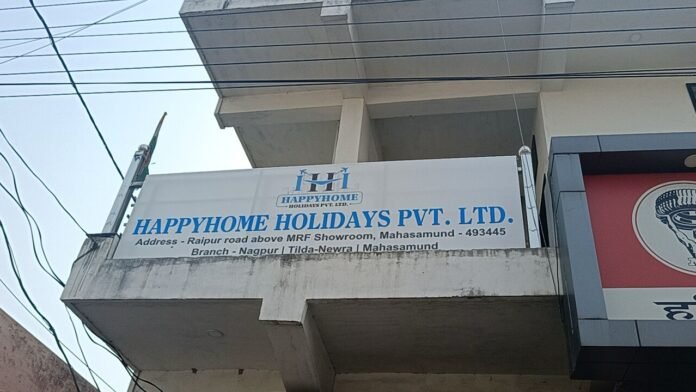 HAPPYHOME
HOLIDAYS PVT. LTD.
HAPPYHOME HOLIDAYS PVT. LTD.
Address - Raipur road above MRF Showroom, Mahasamund - 493445
Branch - Nagpur | Tilda-Newra | Mahasamund